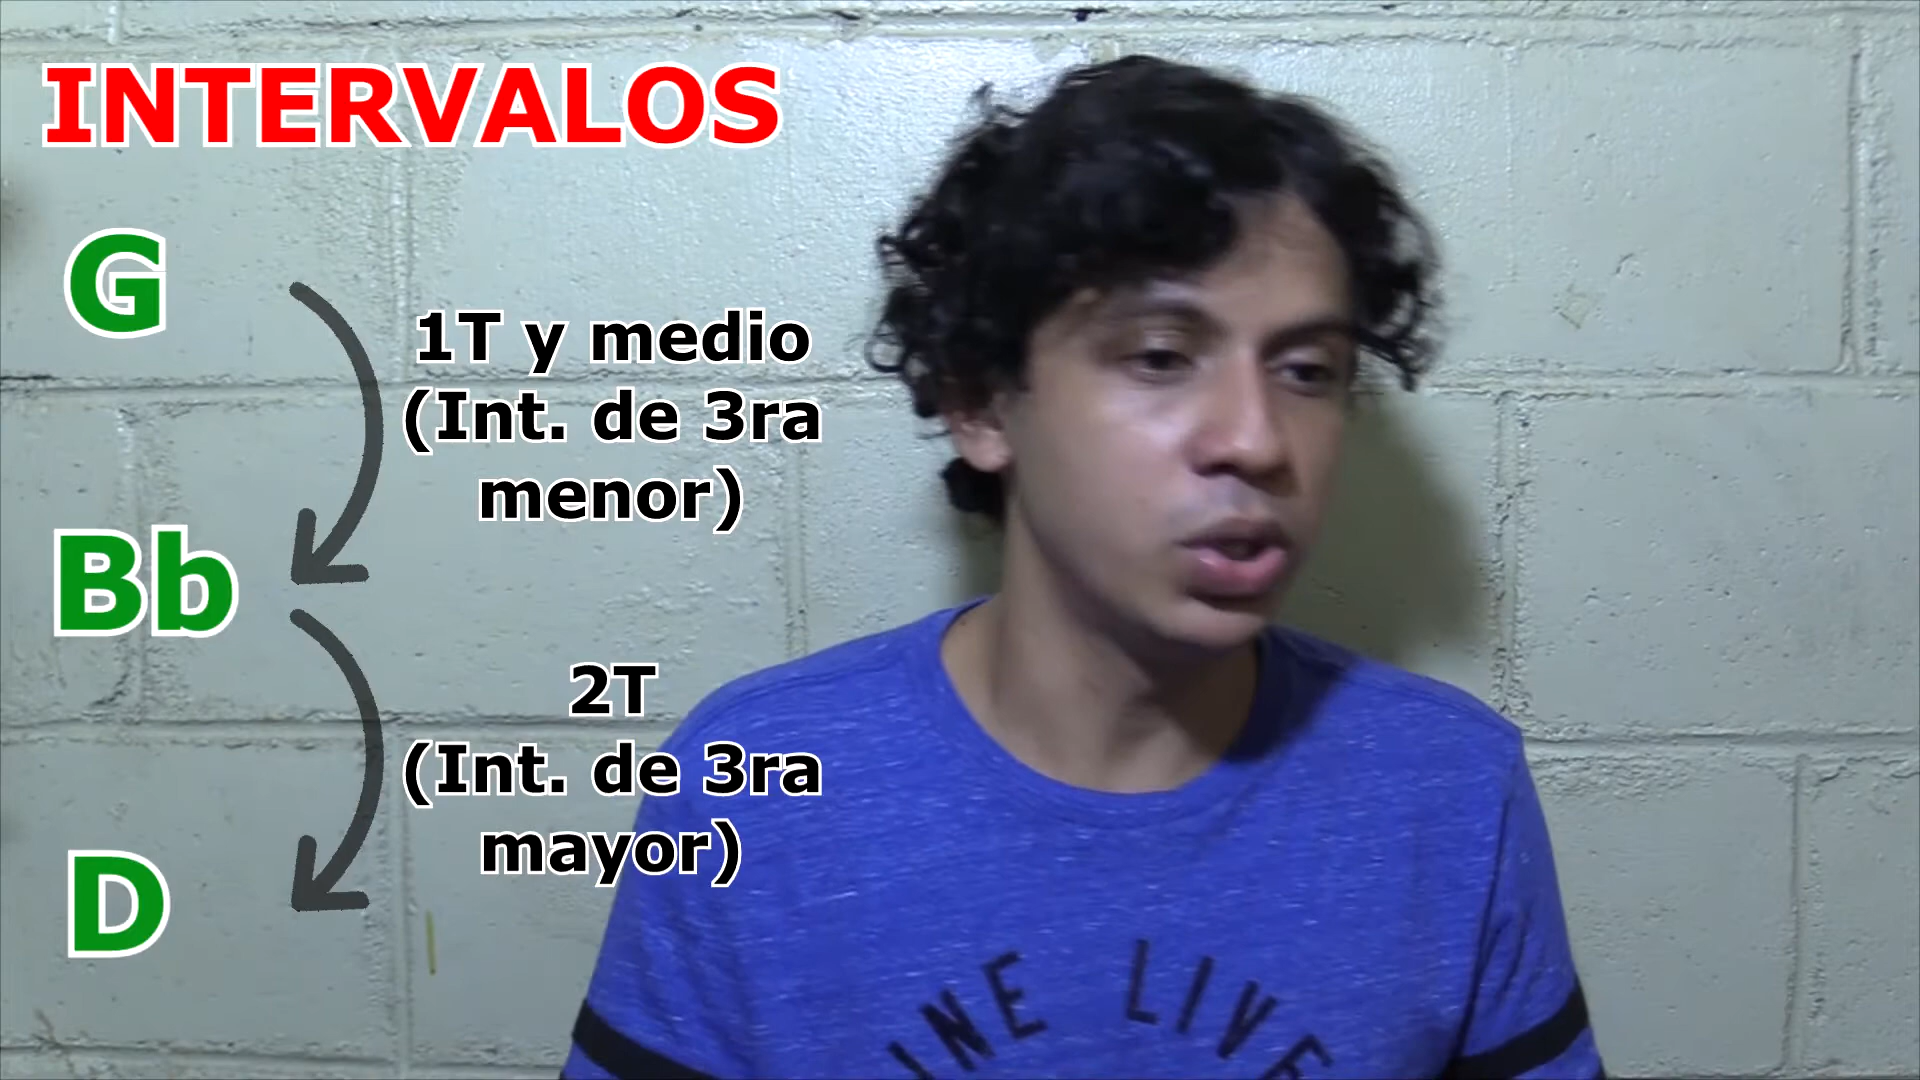 INTERVALOS
G
1T y medio
(Int. de 3ra
menor)
Bb
2T
(Int. de 3ra
mayor)
D
INE LIVE